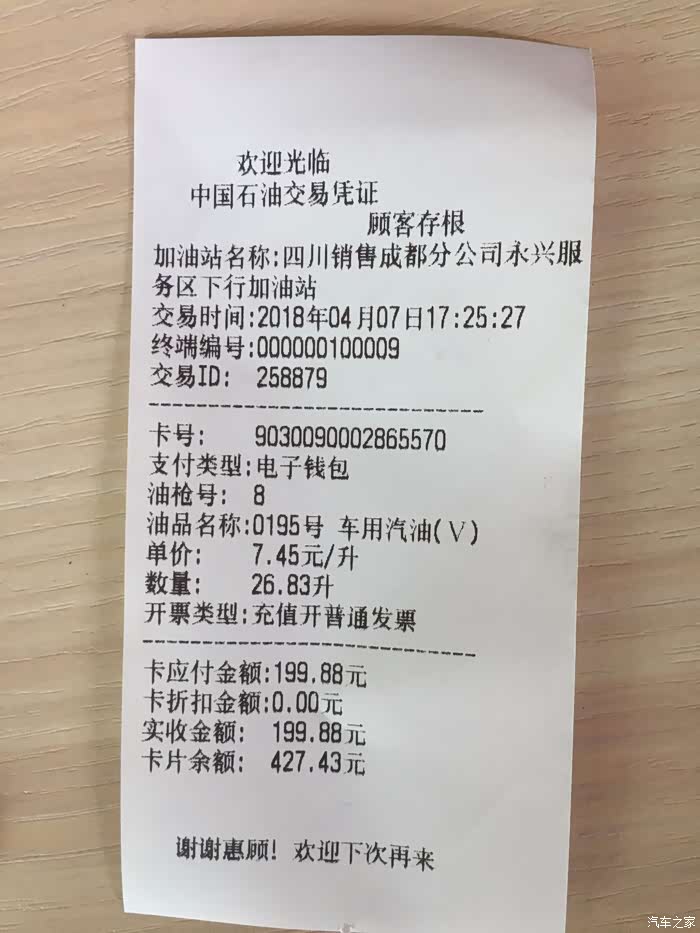 欢迎光临
中国石油交易凭证
顾客存根
加油站名称:四川销售成都分公司永兴服
务区下行加油站
交易时间:2018年04月07日17:25:27
终端编号:000000100009
交易ID: 258879
卡号: 9030090002865570
支付类型:电子钱包
油枪号: 8
油品名称:0195号 车用汽油(Ⅴ)
单价: 7.45元/升
数量: 26.83升
开票类型:充值开普通发票
卡应付金额:199.88元
卡折扣金额:0.00元
实收金额: 199.88元
卡片余额: 427.43元
谢谢惠顾! 欢迎下次再来
汽车之家